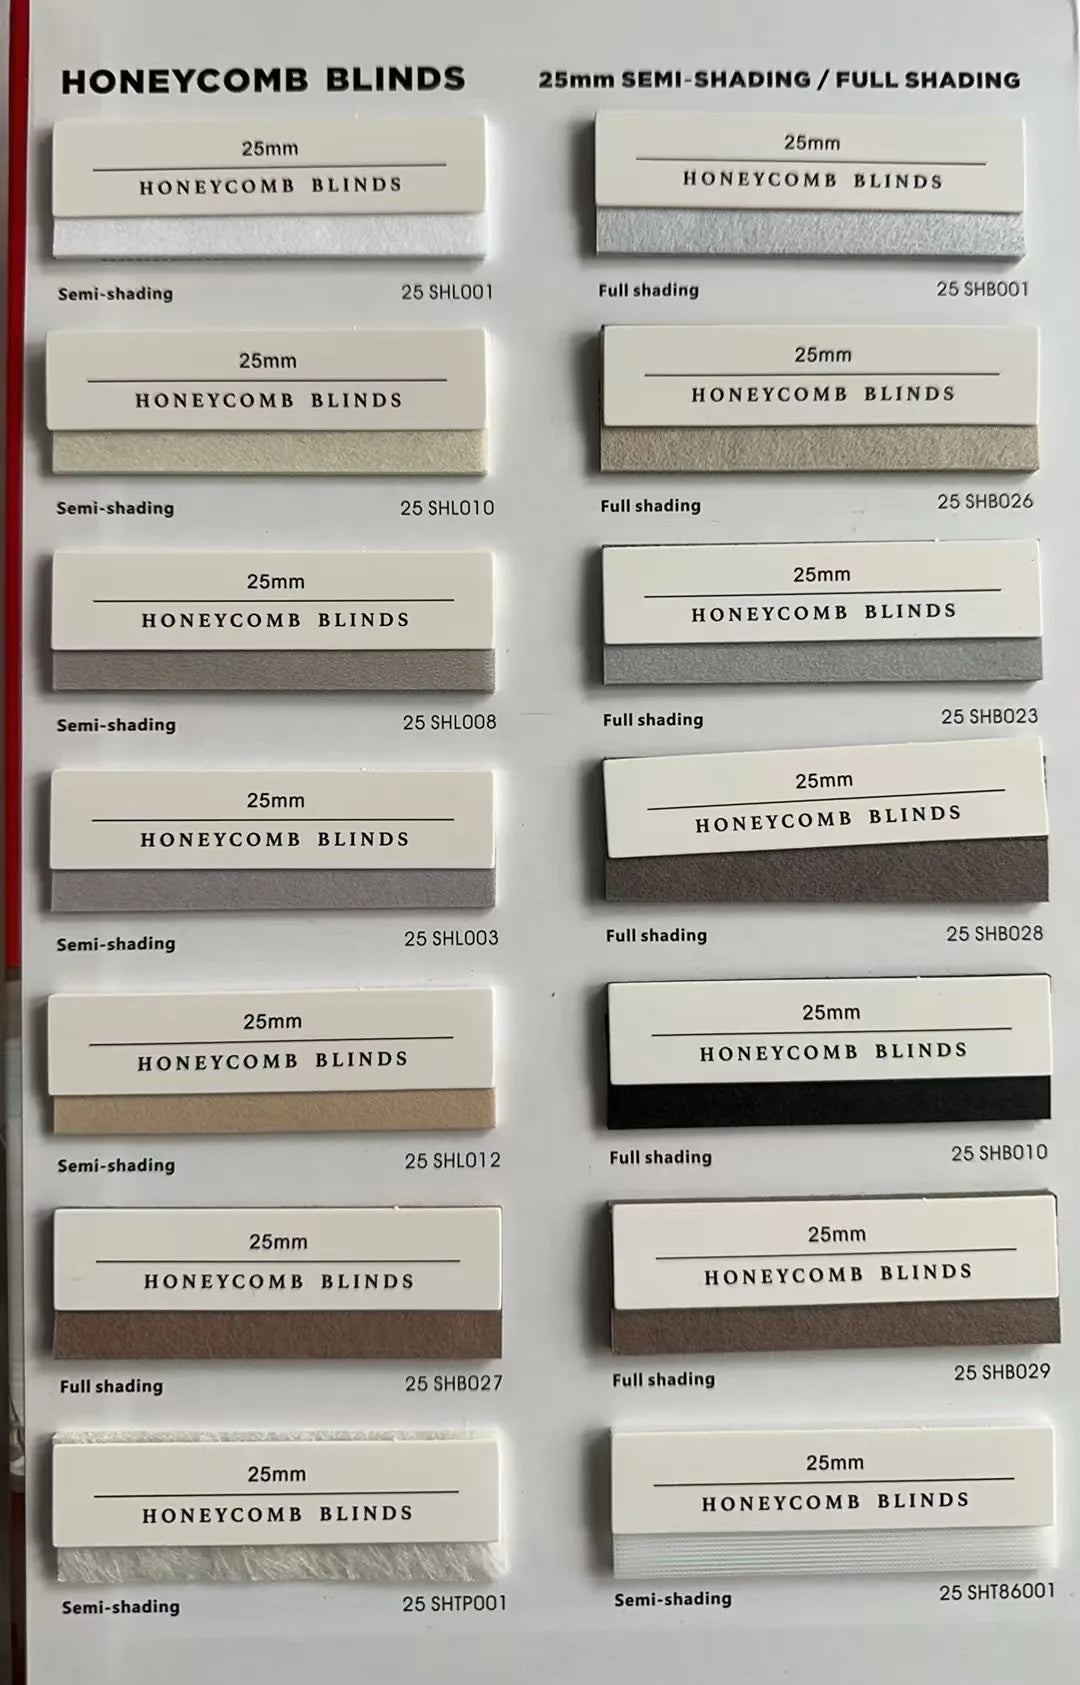 HONEYCOMB BLINDS 25mm SEMI-SHADING / FULL SHADING
25mm
HONEYCOMB BLINDS
Semi-shading 25 SHL001
25mm
HONEYCOMB BLINDS
Full shading 25 SHB001
25mm
HONEYCOMB BLINDS
Semi-shading 25 SHL010
25mm
HONEYCOMB BLINDS
Full shading 25 SHB026
25mm
HONEYCOMB BLINDS
Semi-shading 25 SHL008
25mm
HONEYCOMB BLINDS
Full shading 25 SHB023
25mm
HONEYCOMB BLINDS
Semi-shading 25 SHL003
25mm
HONEYCOMB BLINDS
Full shading 25 SHB028
25mm
HONEYCOMB BLINDS
Semi-shading 25 SHL012
25mm
HONEYCOMB BLINDS
Full shading 25 SHB010
25mm
HONEYCOMB BLINDS
Full shading 25 SHB027
25mm
HONEYCOMB BLINDS
Full shading 25 SHB029
25mm
HONEYCOMB BLINDS
Semi-shading 25 SHTP001
25mm
HONEYCOMB BLINDS
Semi-shading 25 SHT86001